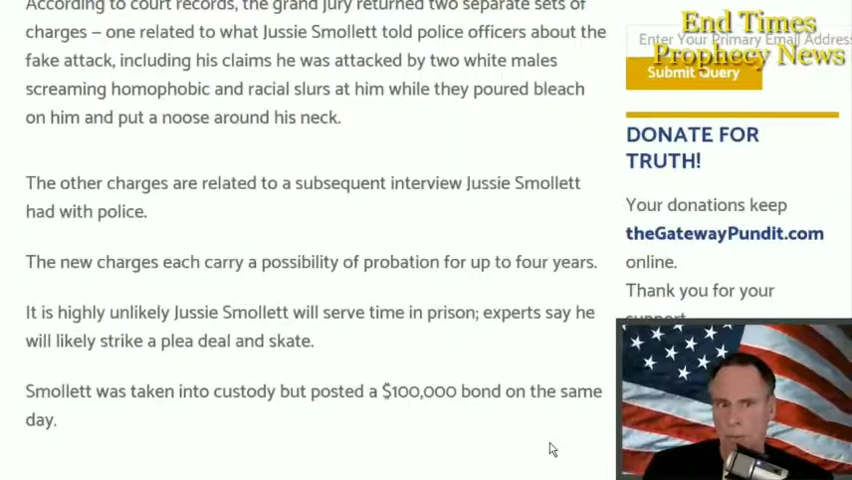 According to court records, the grand jury returned two separate sets of
charges – one related to what Jussie Smollett told police officers about the
fake attack, including his claims he was attacked by two white males
screaming homophobic and racial slurs at him while they poured bleach
on him and put a noose around his neck.
The other charges are related to a subsequent interview Jussie Smollett
had with police.
The new charges each carry a possibility of probation for up to four years.
It is highly unlikely Jussie Smollett will serve time in prison; experts say he
will likely strike a plea deal and skate.
Smollett was taken into custody but posted a $100,000 bond on the same
day.
End Times
Prophecy News
Enter Your Primary Email Address
Submit Query
DONATE FOR
TRUTH!
Your donations keep
theGatewayPundit.com
online.
Thank you for your
support